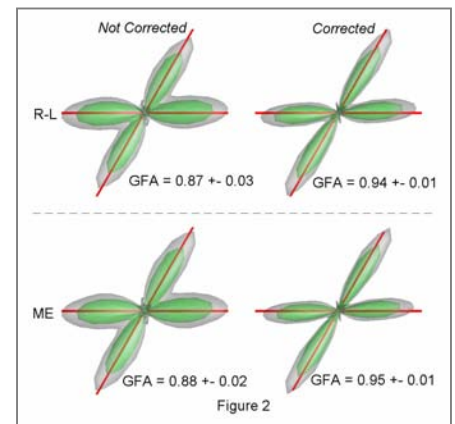 Not Corrected Corrected
R-L
GFA = 0.87 +- 0.03 GFA = 0.94 +- 0.01
ME
GFA = 0.88 +- 0.02 GFA = 0.95 +- 0.01
Figure 2